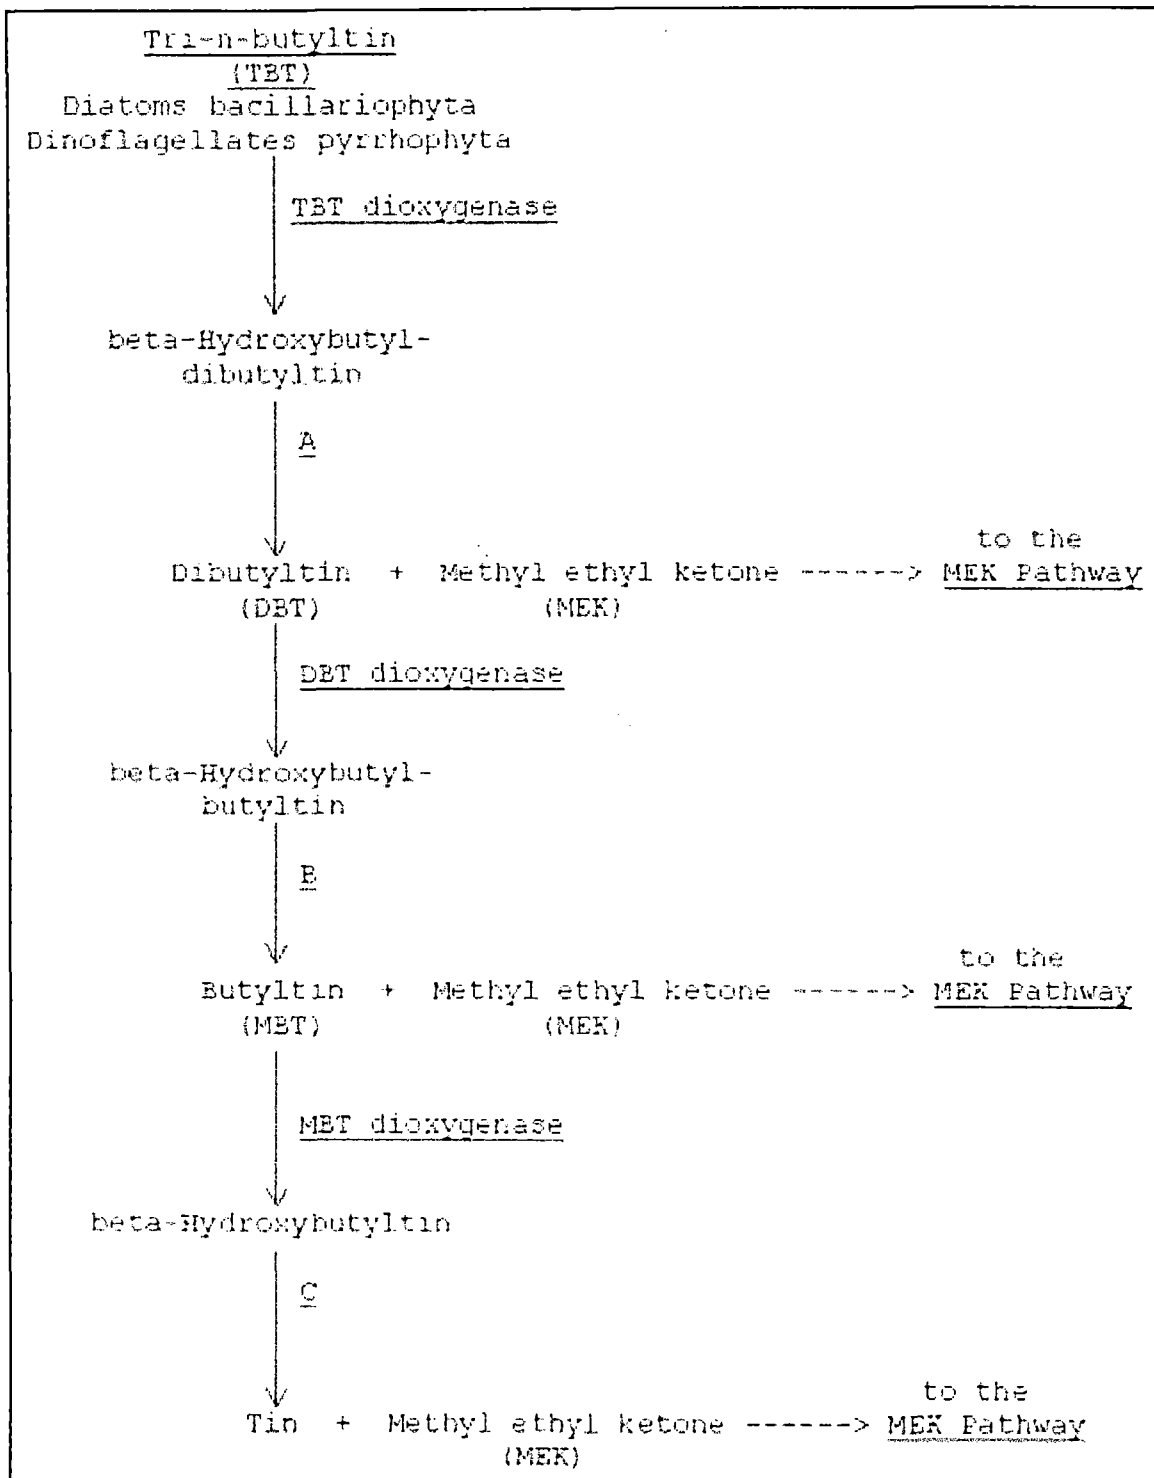 Tri-n-butyltin
(TBT)
Diatoms bacillariophyta
Dinoflagellates pyrrhophyta
TBT dioxygenase
beta-Hydroxybutyl-
dibutyltin
A
to the
Dibutyltin + Methyl ethyl ketone ------> MEK Pathway
(DBT) (MEK)
DBT dioxygenase
beta-Hydroxybutyl-
butyltin
B
to the
Butyltin + Methyl ethyl ketone ------> MEK Pathway
(MBT) (MEK)
MBT dioxygenase
beta-Hydroxybutyltin
C
to the
Tin + Methyl ethyl ketone ------> MEK Pathway
(MEK)